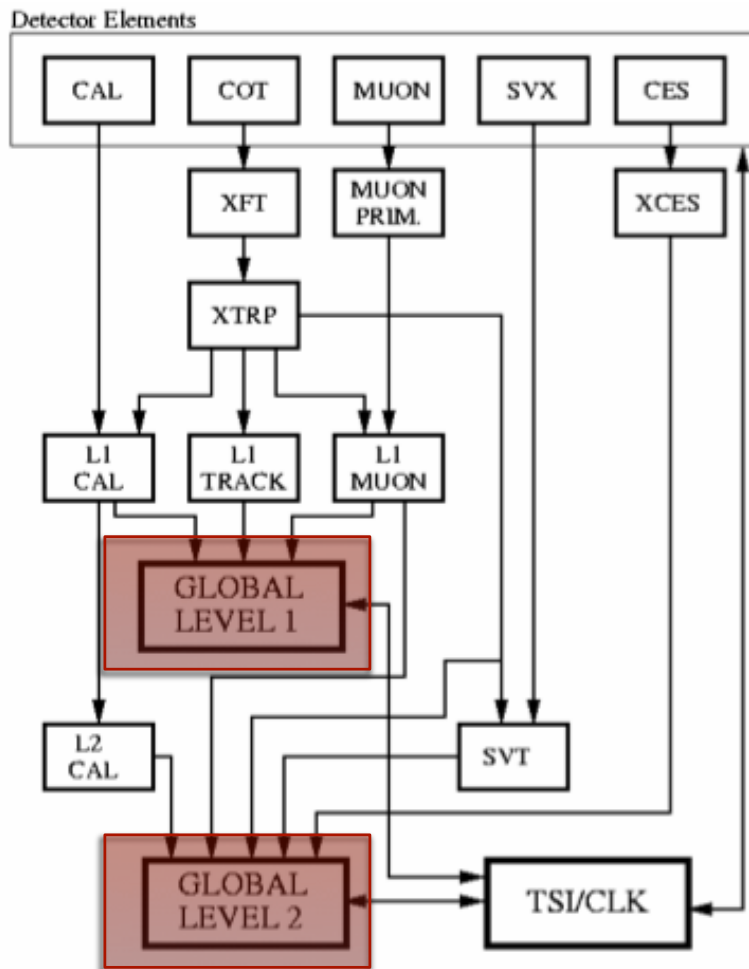 Detector Elements
CAL
COT
MUON
SVX
CES
XFT
MUON
PRIM.
XCES
XTRP
L1
CAL
L1
TRACK
L1
MUON
GLOBAL
LEVEL 1
L2
CAL
SVT
GLOBAL
LEVEL 2
TSI/CLK